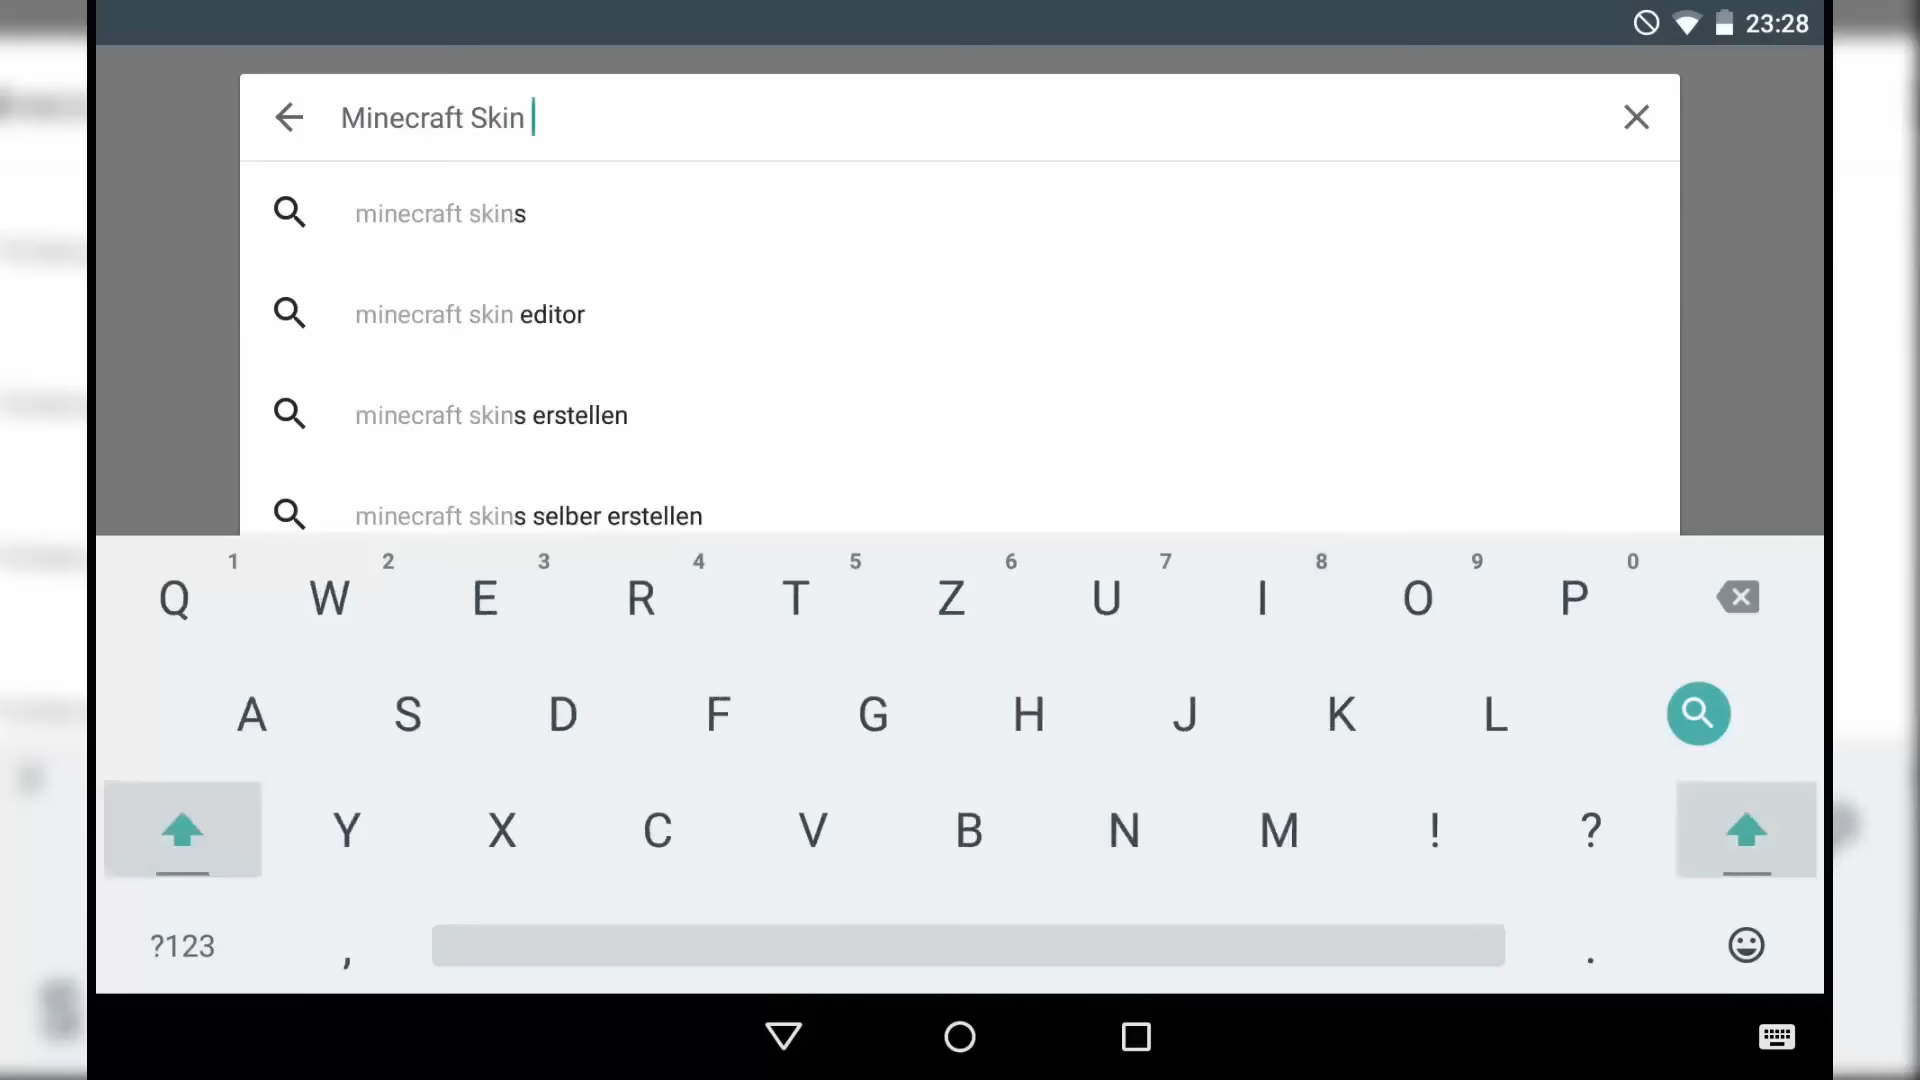 23:28
Minecraft Skin
minecraft skins
minecraft skin editor
minecraft skins erstellen
minecraft skins selber erstellen
1 2 3 4 5 6 7 8 9 0
Q W E R T Z U I O P
A S D F G H J K L
Y X C V B N M ! ?
?123 , .